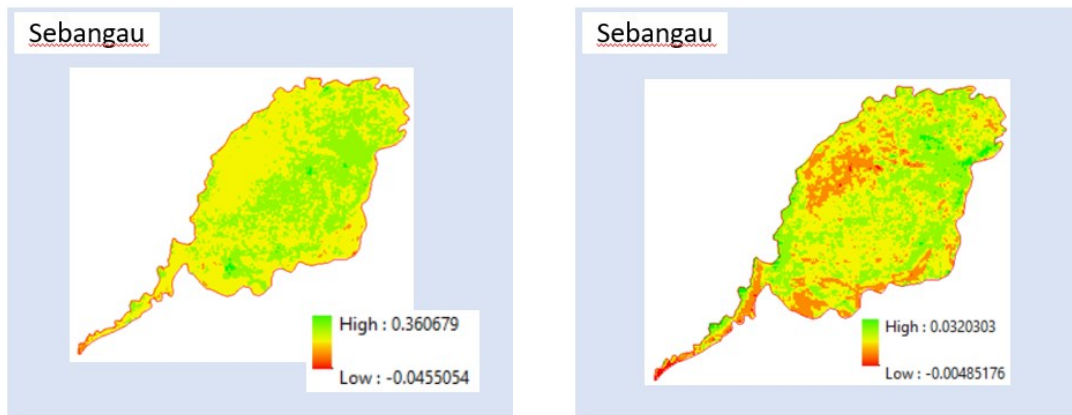 Sebangau
High : 0.360679
Low : -0.0455054
Sebangau
High : 0.0320303
Low : -0.00485176